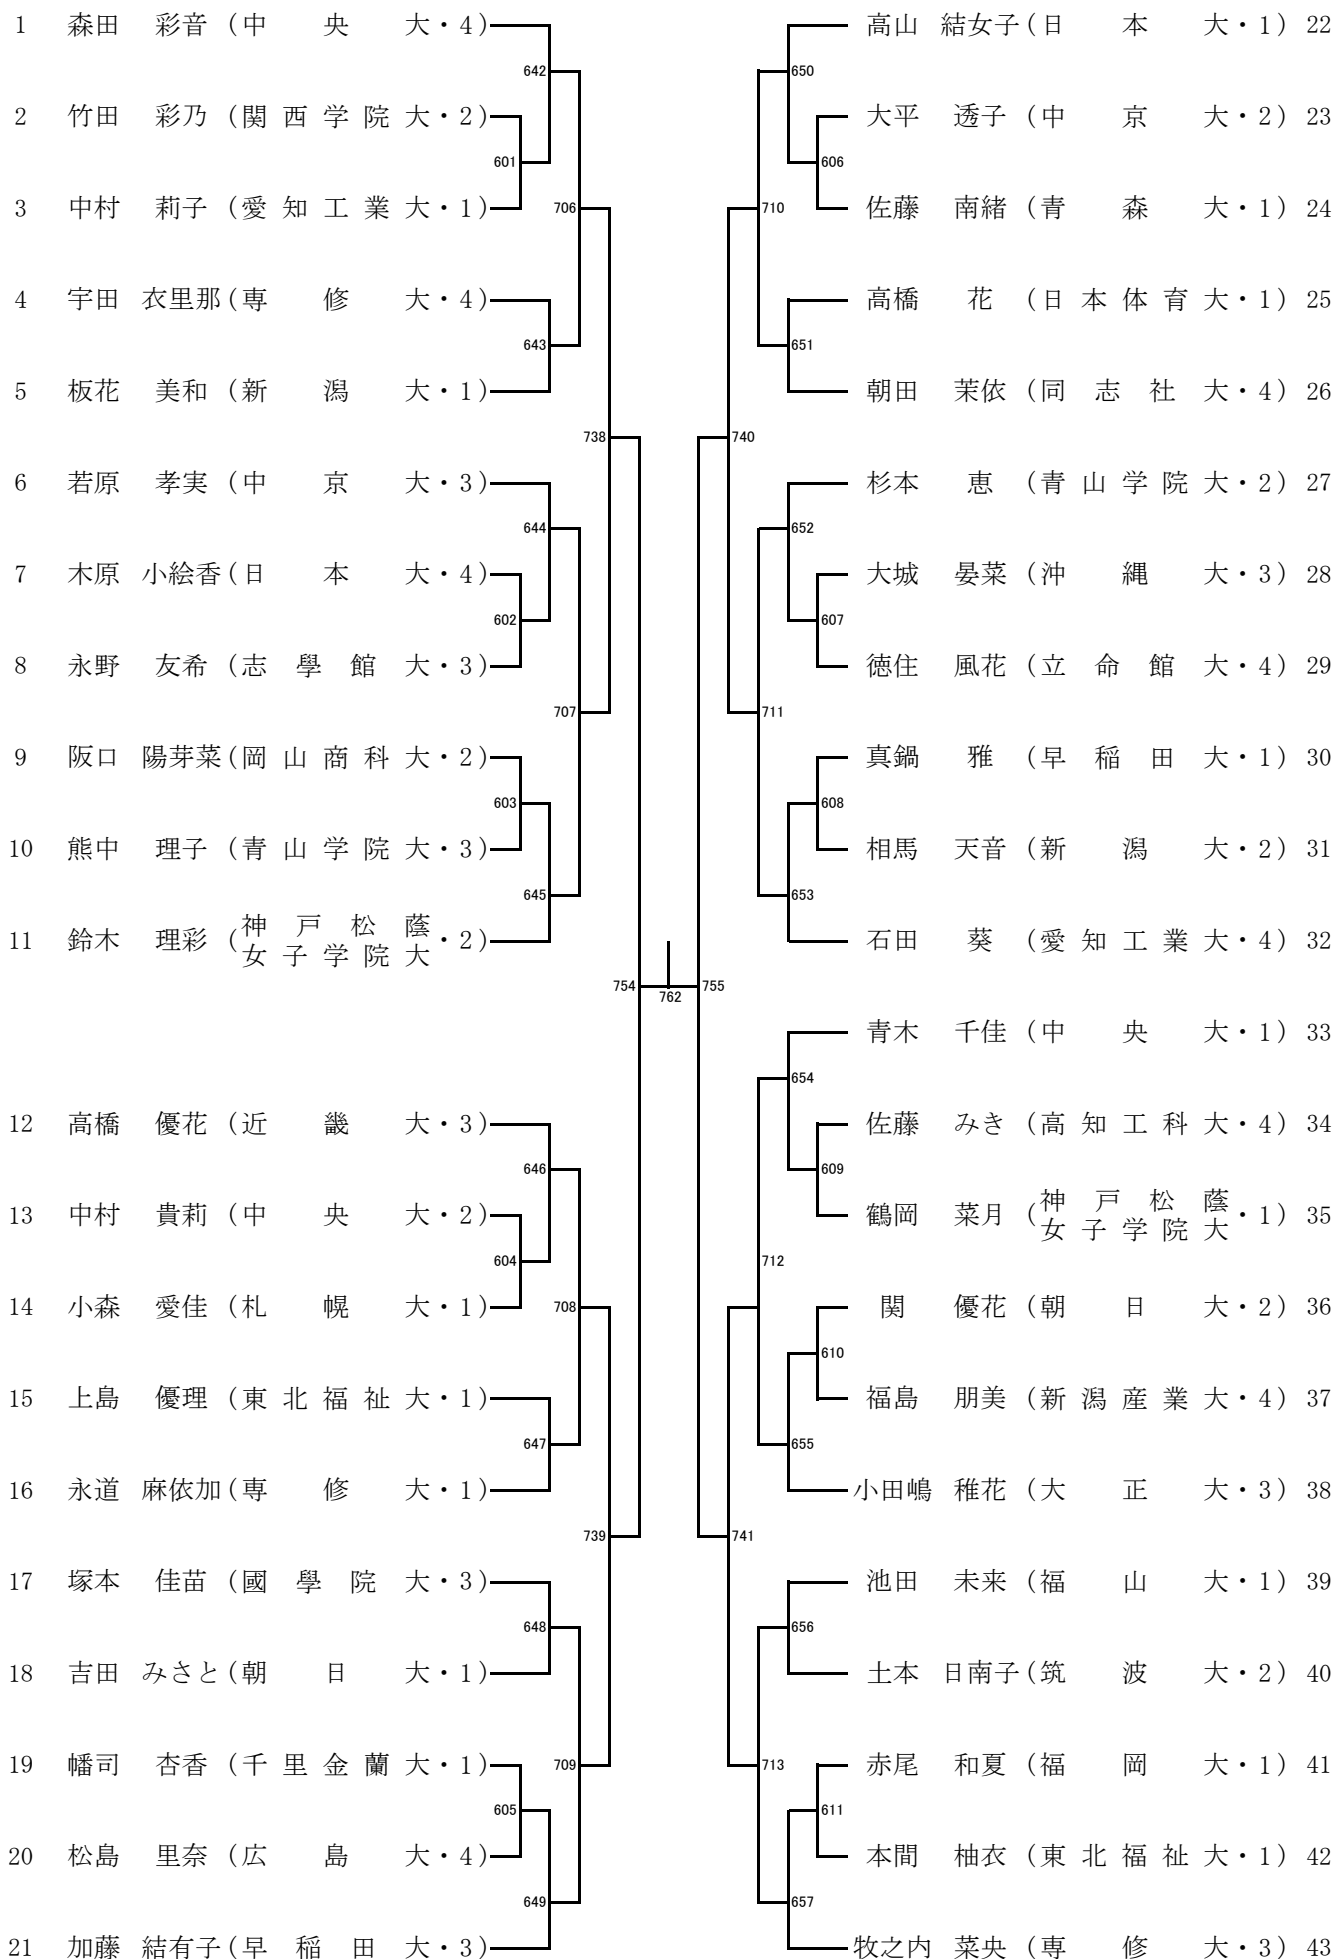 1 森田 彩音 (中央大・4)
642
2 竹田 彩乃 (関西学院大・2)
601
3 中村 莉子 (愛知工業大・1)
706
4 宇田 衣里那 (専修大・4)
643
5 板花 美和 (新潟大・1)
738
6 若原 孝実 (中京大・3)
644
7 木原 小絵香 (日本大・4)
602
8 永野 友希 (志學館大・3)
707
9 阪口 陽芽菜 (岡山商科大・2)
603
10 熊中 理子 (青山学院大・3)
645
11 鈴木 理彩 (神戸松蔭女子学院大・2)
754
762
12 高橋 優花 (近畿大・3)
646
13 中村 貴莉 (中央大・2)
604
14 小森 愛佳 (札幌大・1)
708
15 上島 優理 (東北福祉大・1)
647
16 永道 麻依加 (専修大・1)
739
17 塚本 佳苗 (國學院大・3)
648
18 吉田 みさと (朝日大・1)
19 幡司 杏香 (千里金蘭大・1)
709
605
20 松島 里奈 (広島大・4)
649
21 加藤 結有子 (早稲田大・3)
高山 結女子 (日本大・1) 22
650
大平 透子 (中京大・2) 23
606
佐藤 南緒 (青森大・1) 24
710
高橋 花 (日本体育大・1) 25
651
朝田 茉依 (同志社大・4) 26
740
杉本 恵 (青山学院大・2) 27
652
大城 晏菜 (沖縄大・3) 28
607
徳住 風花 (立命館大・4) 29
711
真鍋 雅 (早稲田大・1) 30
608
相馬 天音 (新潟大・2) 31
653
石田 葵 (愛知工業大・4) 32
755
青木 千佳 (中央大・1) 33
654
佐藤 みき (高知工科大・4) 34
609
鶴岡 菜月 (神戸松蔭女子学院大・1) 35
712
関 優花 (朝日大・2) 36
610
福島 朋美 (新潟産業大・4) 37
655
小田嶋 稚花 (大正大・3) 38
741
池田 未来 (福山大・1) 39
656
土本 日南子 (筑波大・2) 40
赤尾 和夏 (福岡大・1) 41
713
611
本間 柚衣 (東北福祉大・1) 42
657
牧之内 菜央 (専修大・3) 43